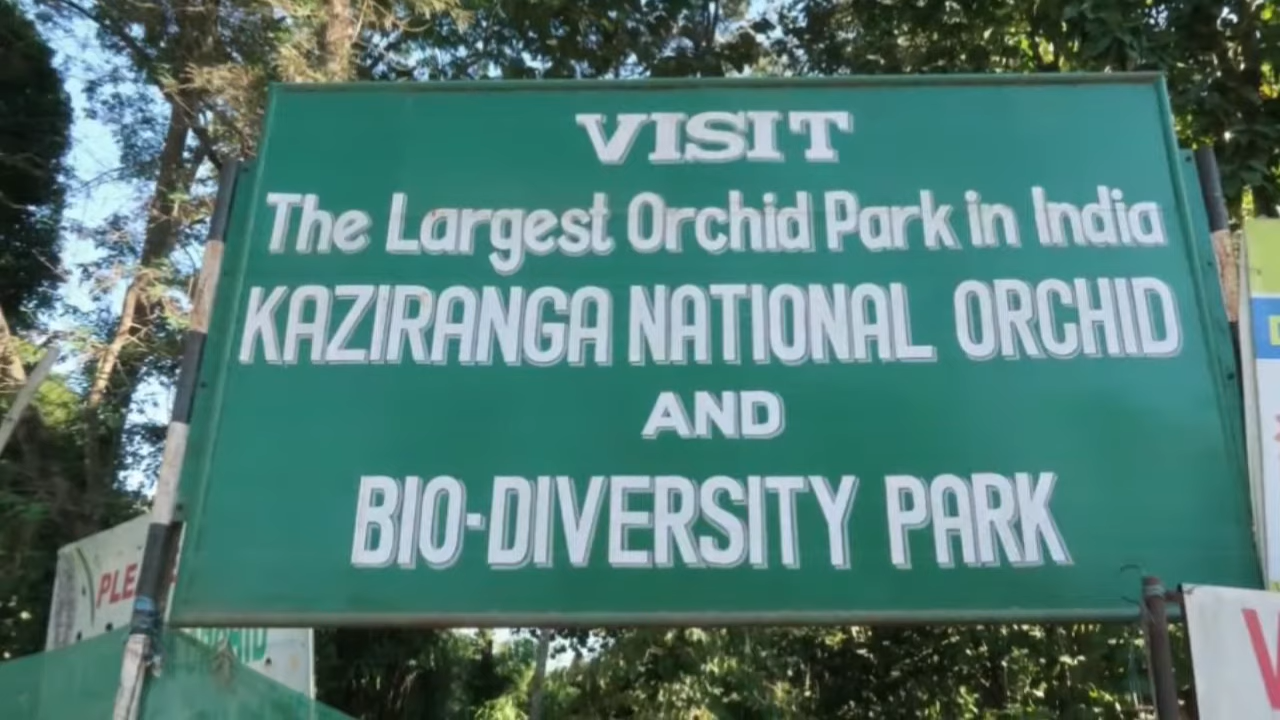 VISIT
The Largest Orchid Park in India
KAZIRANGA NATIONAL ORCHID
AND
BIO-DIVERSITY PARK